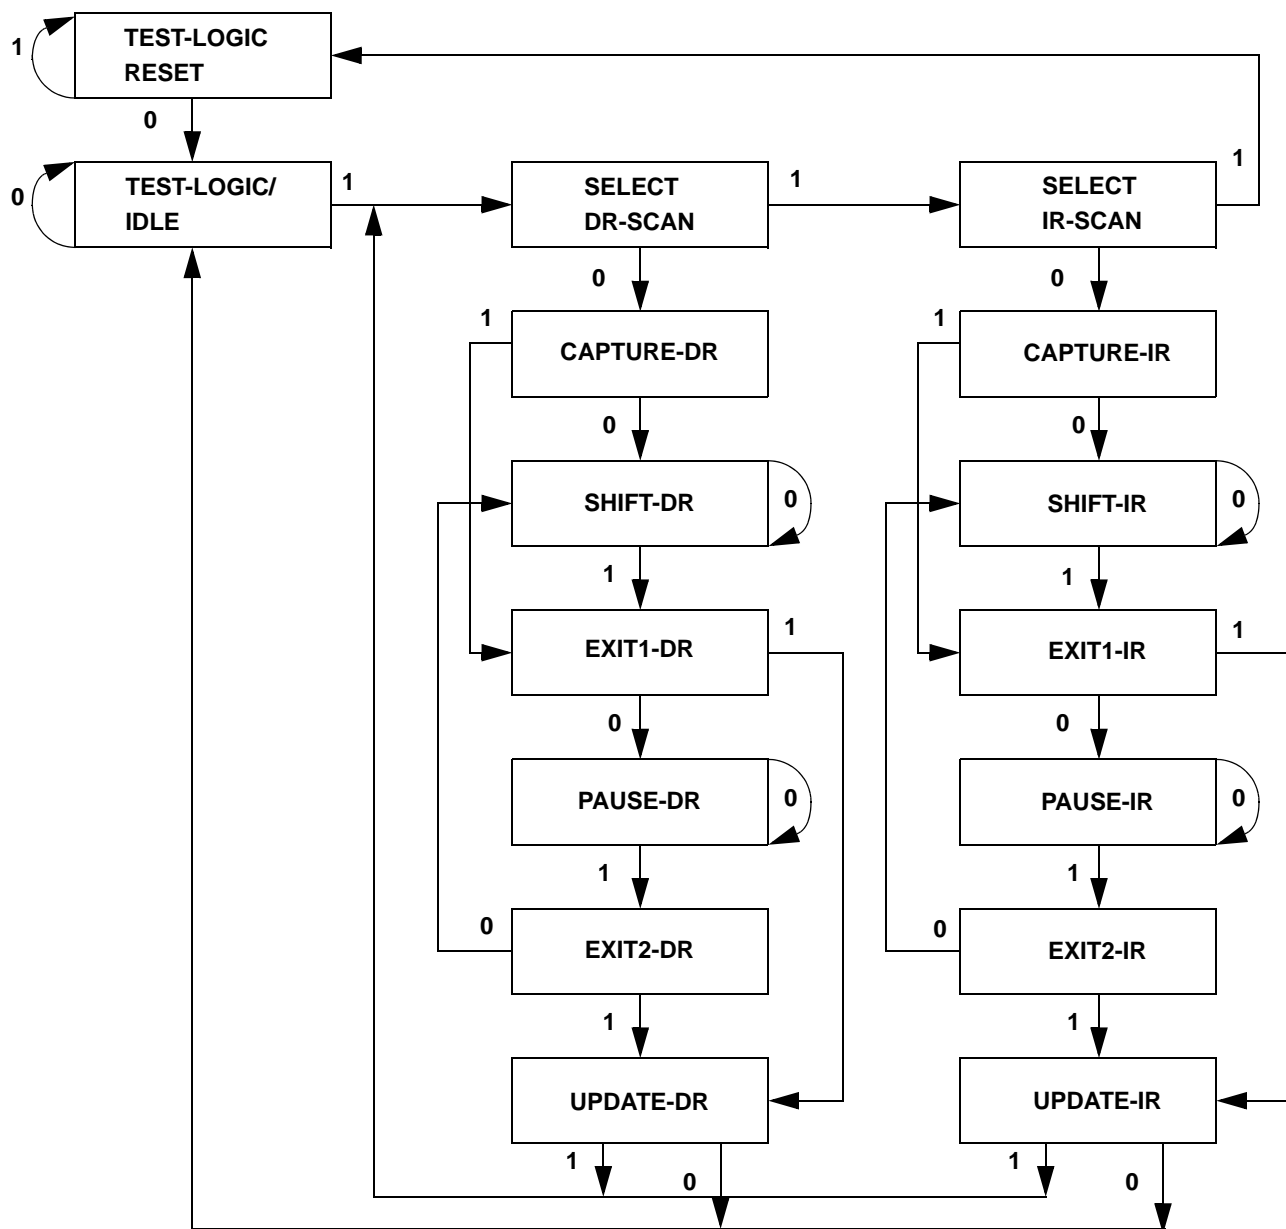 TEST-LOGIC
RESET
1
0
TEST-LOGIC/
IDLE
0
1
SELECT
DR-SCAN
1
SELECT
IR-SCAN
1
0
0
1
CAPTURE-DR
1
CAPTURE-IR
0
0
SHIFT-DR
0
SHIFT-IR
0
1
1
EXIT1-DR
1
EXIT1-IR
1
0
0
PAUSE-DR
0
PAUSE-IR
0
1
1
0
EXIT2-DR
0
EXIT2-IR
1
1
UPDATE-DR
UPDATE-IR
1
0
1
0